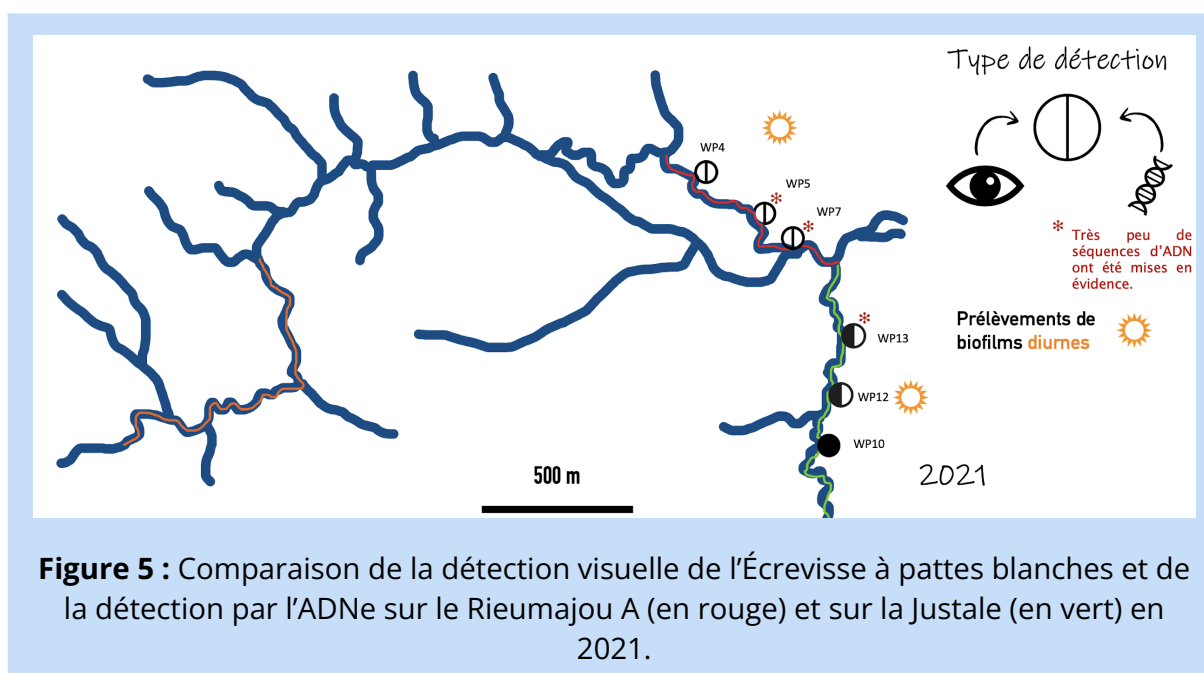 Type de détection
WP4
WP5
*
WP7
*
* Très peu de
séquences d'ADN
ont été mises en
évidence.
Prélèvements de
biofilms diurnes
*
WP13
WP12
WP10
500 m
2021
Figure 5 : Comparaison de la détection visuelle de l'Écrevisse à pattes blanches et de
la détection par l'ADNe sur le Rieumajou A (en rouge) et sur la Justale (en vert) en
2021.